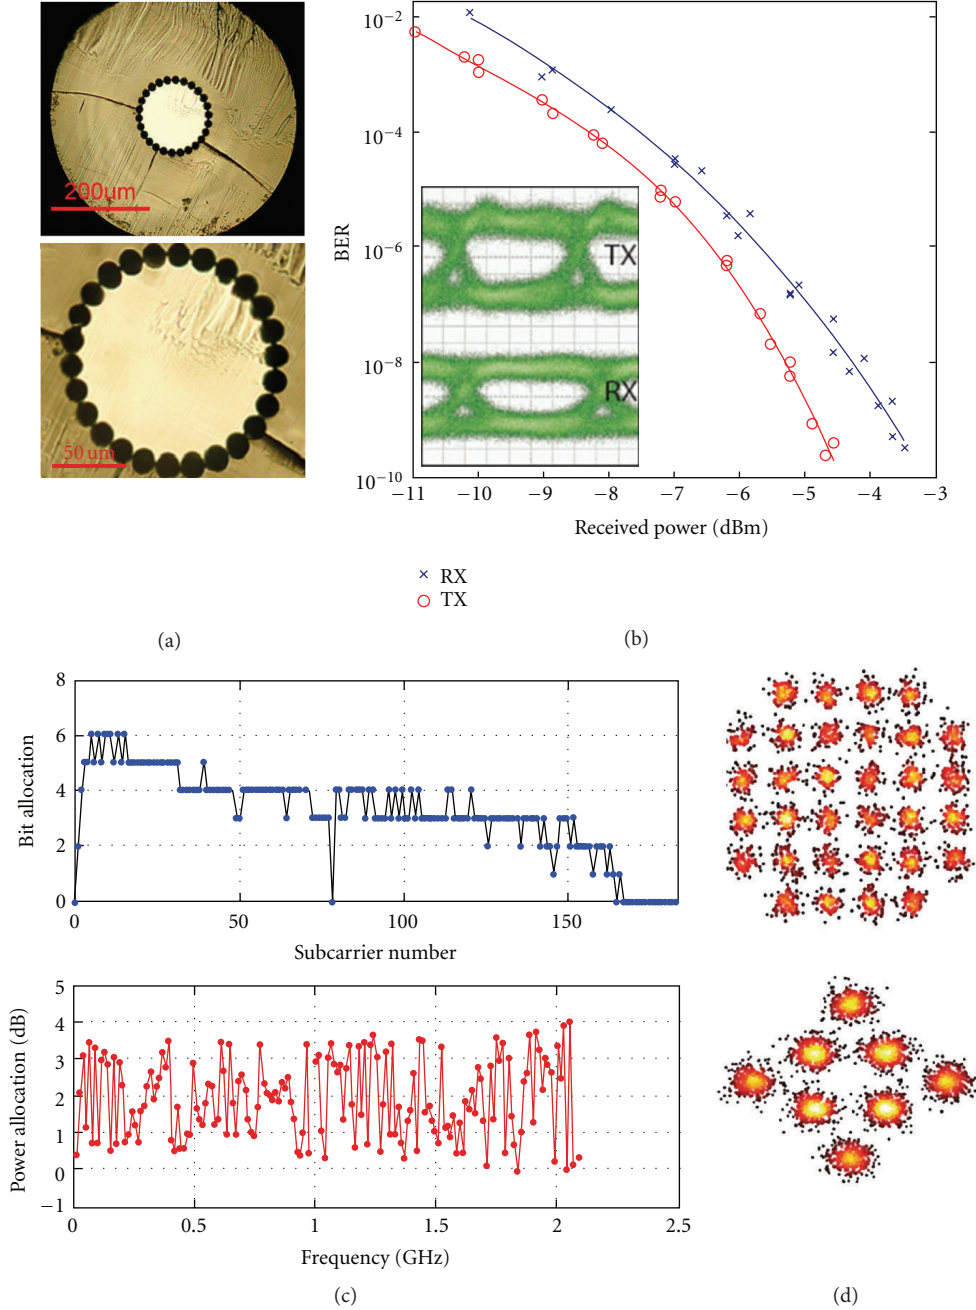 200um
50 um
10−2
10−4
10−6
10−8
10−10
BER
TX
RX
−11 −10 −9 −8 −7 −6 −5 −4 −3
Received power (dBm)
RX
TX
(a)
(b)
8
6
4
2
0
Bit allocation
0 50 100 150
Subcarrier number
5
4
3
2
1
0
−1
Power allocation (dB)
0 0.5 1 1.5 2 2.5
Frequency (GHz)
(c)
(d)